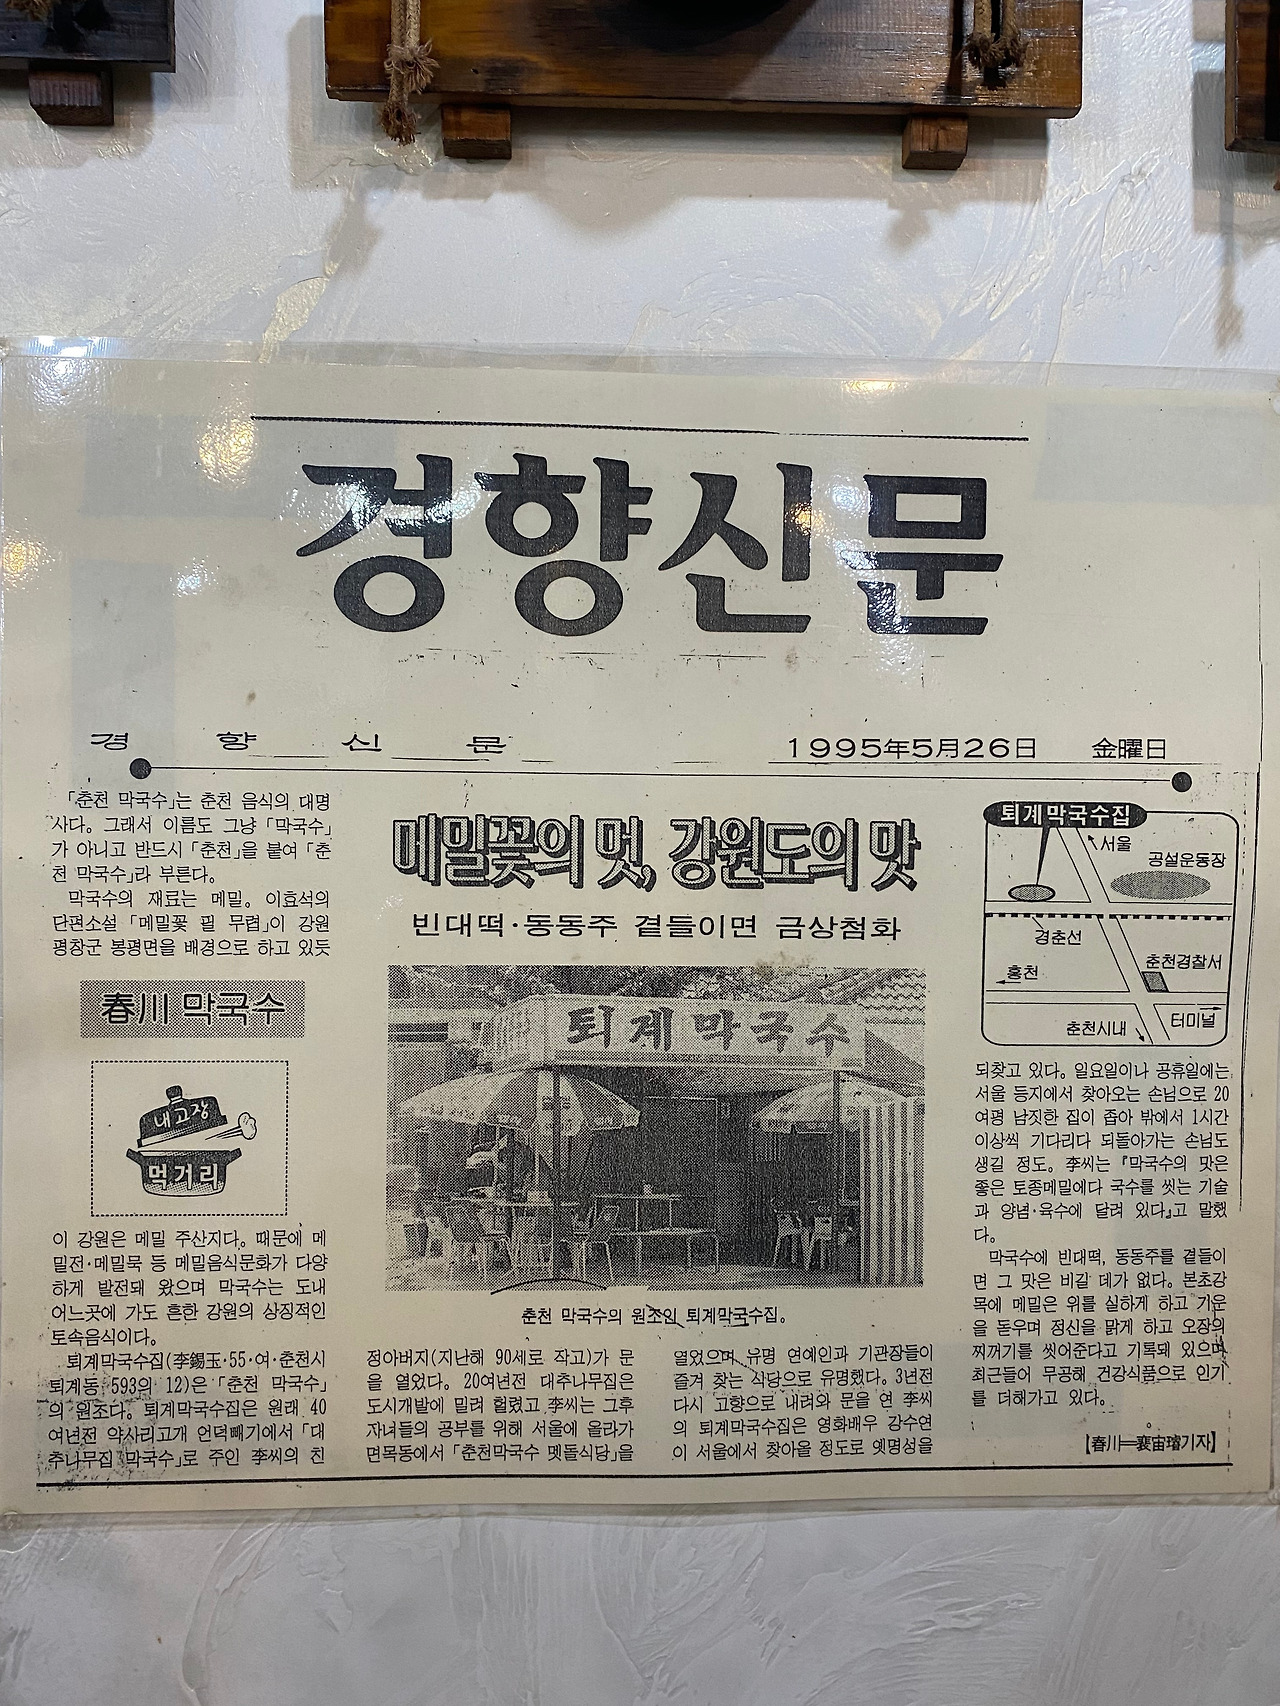 경향신문
경 향 신 문
1995年5月26日 金曜日
「춘천 막국수」는 춘천 음식의 대명
사다. 그래서 이름도 그냥 「막국수」
가 아니고 반드시 「춘천」을 붙여 「춘
천 막국수」라 부른다.
막국수의 재료는 메밀. 이효석의
단편소설 「메밀꽃 필 무렵」이 강원
평창군 봉평면을 배경으로 하고 있듯
春川 막국수
내고장
먹거리
이 강원은 메밀 주산지다. 때문에 메
밀전·메밀묵 등 메밀음식문화가 다양
하게 발전돼 왔으며 막국수는 도내
어느곳에 가도 흔한 강원의 상징적인
토속음식이다.
퇴계막국수집(李錫玉·55·여·춘천시
퇴계동 593의 12)은 「춘천 막국수」
의 원조다. 퇴계막국수집은 원래 40
여년전 약사리고개 언덕빼기에서 「대
추나무집 막국수」로 주인 李씨의 친
메밀꽃의 멋, 강원도의 맛
빈대떡·동동주 곁들이면 금상첨화
퇴계막국수
춘천 막국수의 원조인 퇴계막국수집.
정아버지(지난해 90세로 작고)가 문
을 열었다. 20여년전 대추나무집은
도시개발에 밀려 헐렸고 李씨는 그후
자녀들의 공부를 위해 서울에 올라가
면목동에서 「춘천막국수 멧돌식당」을
열었으며 유명 연예인과 기관장들이
즐겨 찾는 식당으로 유명했다. 3년전
다시 고향으로 내려와 문을 연 李씨
의 퇴계막국수집은 영화배우 강수연
이 서울에서 찾아올 정도로 옛명성을
퇴계막국수집
서울
공설운동장
경춘선
춘천경찰서
홍천
터미널
춘천시내
되찾고 있다. 일요일이나 공휴일에는
서울 등지에서 찾아오는 손님으로 20
여평 남짓한 집이 좁아 밖에서 1시간
이상씩 기다리다 되돌아가는 손님도
생길 정도. 李씨는 『막국수의 맛은
좋은 토종메밀에다 국수를 씻는 기술
과 양념·육수에 달려 있다』고 말했
다.
막국수에 빈대떡, 동동주를 곁들이
면 그 맛은 비길 데가 없다. 본초강
목에 메밀은 위를 실하게 하고 기운
을 돋우며 정신을 맑게 하고 오장의
찌꺼기를 씻어준다고 기록돼 있으며
최근들어 무공해 건강식품으로 인기
를 더해가고 있다.
【春川=裵宙璿기자】